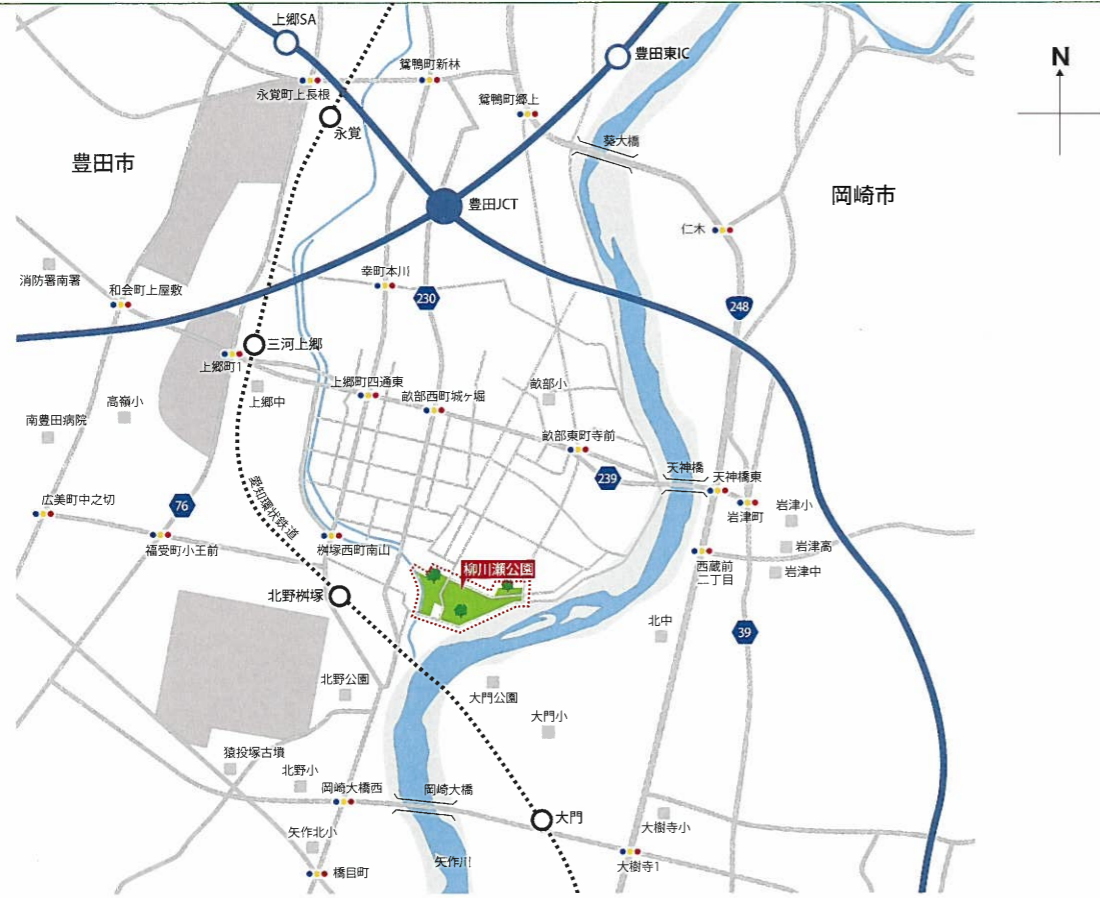 上郷SA
豊田東IC
N
鴛鴨町新林
永覚町上長根
鴛鴨町郷上
永覚
葵大橋
豊田市
岡崎市
豊田JCT
仁木
消防署南署
幸町本川
和会町上屋敷
230
248
三河上郷
上郷町1
上郷町四通東
畝部小
上郷中
畝部西町城ヶ堀
高嶺小
南豊田病院
畝部東町寺前
天神橋
239
天神橋東
愛知環状鉄道
広美町中之切
76
岩津小
岩津町
福受町小王前
桝塚西町南山
岩津高
柳川瀬公園
西蔵前
二丁目
岩津中
北野桝塚
北中
39
北野公園
大門公園
大門小
猿投塚古墳
北野小
岡崎大橋西
岡崎大橋
大門
大樹寺小
矢作北小
矢作川
大樹寺1
橋目町